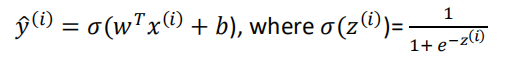 ŷ⁽ⁱ⁾ = σ(wᵀx⁽ⁱ⁾ + b), where σ(z⁽ⁱ⁾)= 1 / (1+ e^(−z⁽ⁱ⁾))